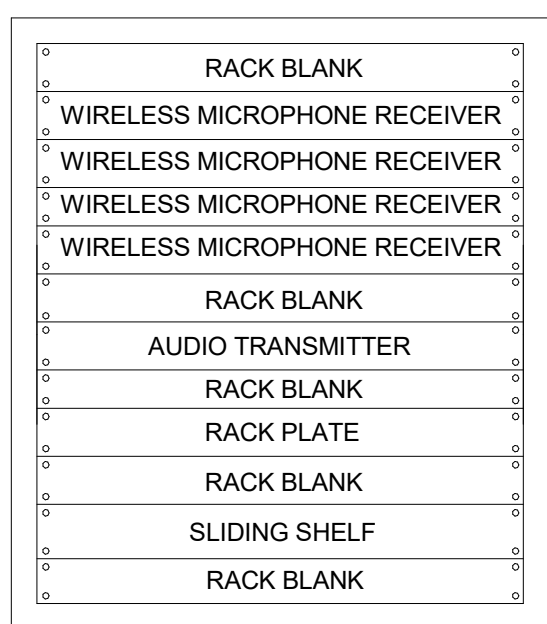 RACK BLANK
WIRELESS MICROPHONE RECEIVER
WIRELESS MICROPHONE RECEIVER
WIRELESS MICROPHONE RECEIVER
WIRELESS MICROPHONE RECEIVER
RACK BLANK
AUDIO TRANSMITTER
RACK BLANK
RACK PLATE
RACK BLANK
SLIDING SHELF
RACK BLANK